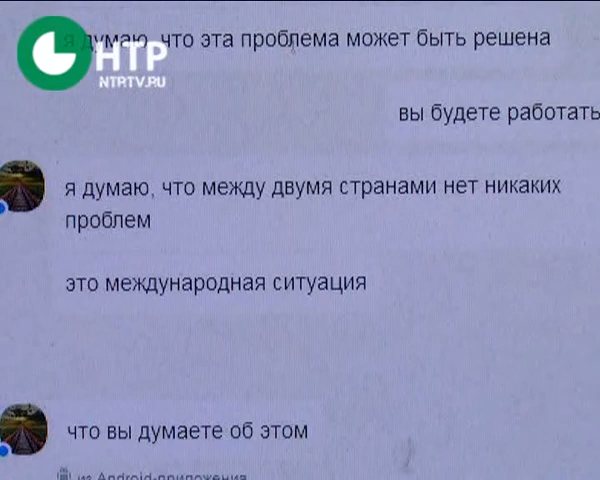 НТР
NTRTV.RU
я думаю, что эта проблема может быть решена
вы будете работать
я думаю, что между двумя странами нет никаких
проблем
это международная ситуация
что вы думаете об этом
из Android-приложения